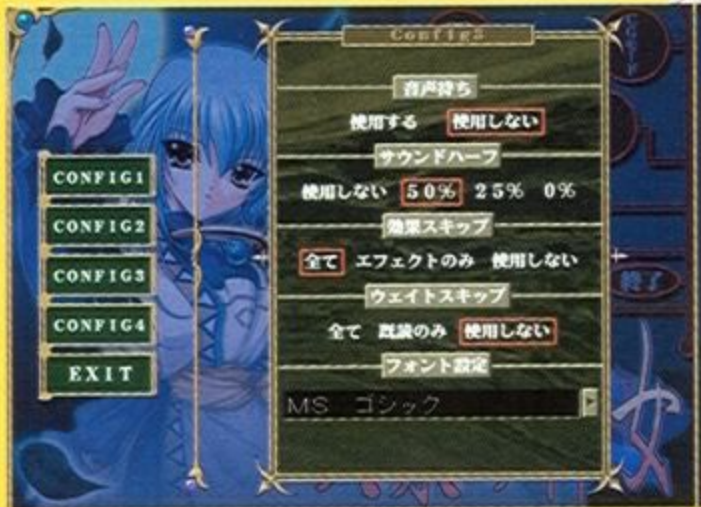 Config3
音声待ち
使用する 使用しない
サウンドハーフ
使用しない 50% 25% 0%
効果スキップ
全て エフェクトのみ 使用しない
ウェイトスキップ
全て 既読のみ 使用しない
フォント設定
MS ゴシック
CONFIG1
CONFIG2
CONFIG3
CONFIG4
EXIT
終了
女